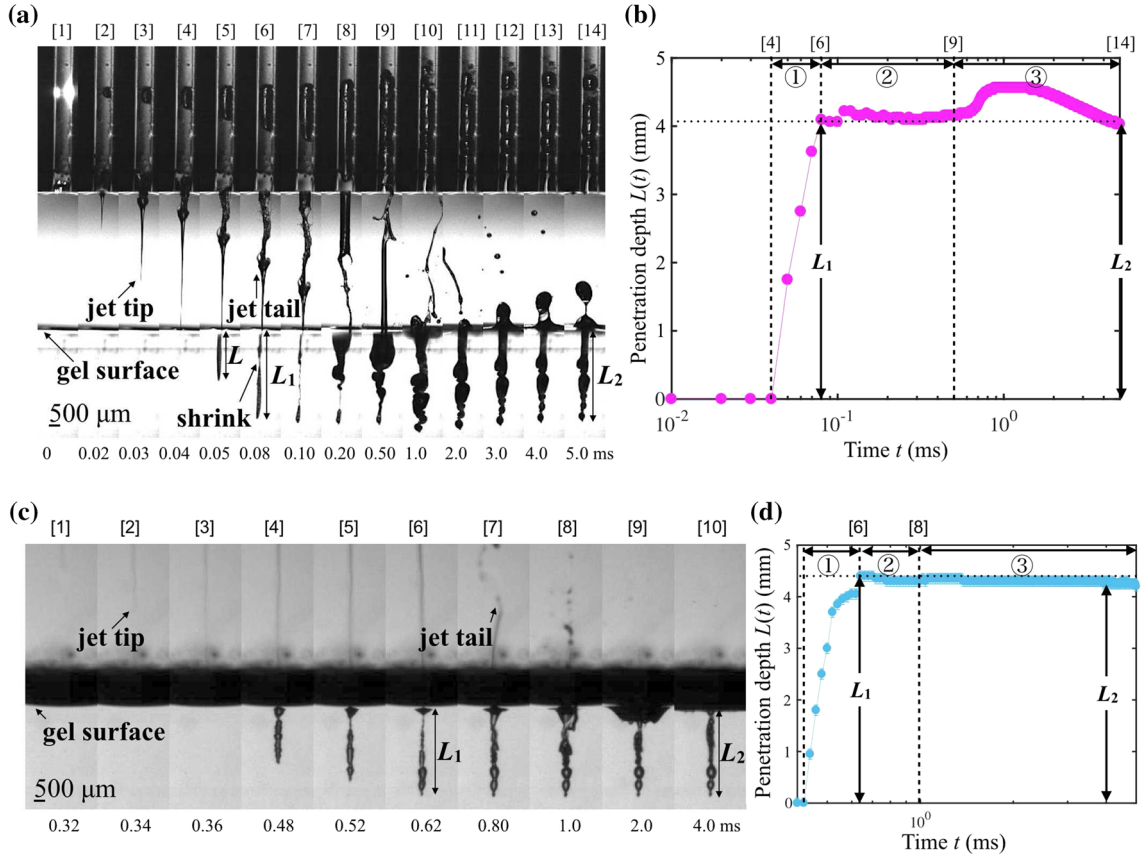 (a)
[1] [2] [3] [4] [5] [6] [7] [8] [9] [10] [11] [12] [13] [14]
jet tip
jet tail
gel surface
L
L1
L2
shrink
500 μm
0 0.02 0.03 0.04 0.05 0.08 0.10 0.20 0.50 1.0 2.0 3.0 4.0 5.0 ms
(b)
[4] [6] [9] [14]
① ② ③
5
4
3
2
1
0
Penetration depth L(t) (mm)
L1
L2
10-2 10-1 100
Time t (ms)
(c)
[1] [2] [3] [4] [5] [6] [7] [8] [9] [10]
jet tip
jet tail
gel surface
L1
L2
500 μm
0.32 0.34 0.36 0.48 0.52 0.62 0.80 1.0 2.0 4.0 ms
(d)
[6] [8]
① ② ③
5
4
3
2
1
0
Penetration depth L(t) (mm)
L1
L2
100
Time t (ms)